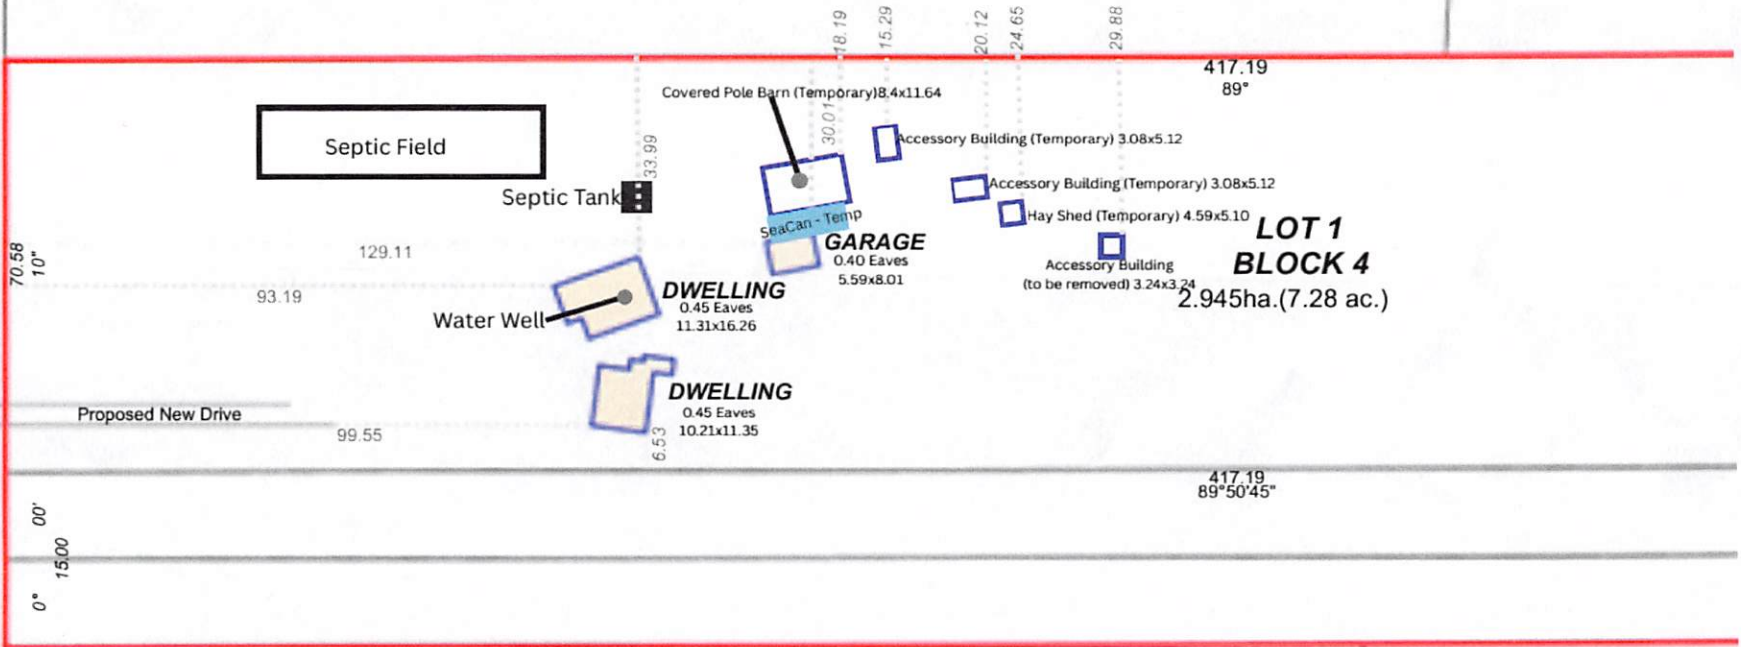 18.19
15.29
20.12
24.65
29.88
417.19
89°
Covered Pole Barn (Temporary)8.4x11.64
30.01
33.99
Septic Field
Accessory Building (Temporary) 3.08x5.12
Septic Tank
Accessory Building (Temporary) 3.08x5.12
Hay Shed (Temporary) 4.59x5.10
SeaCan - Temp
LOT 1
BLOCK 4
2.945ha.(7.28 ac.)
GARAGE
0.40 Eaves
5.59x8.01
Accessory Building
(to be removed) 3.24x3.24
70.58
10"
129.11
93.19
DWELLING
0.45 Eaves
11.31x16.26
Water Well
DWELLING
0.45 Eaves
10.21x11.35
Proposed New Drive
99.55
6.53
417.19
89°50'45"
00'
15.00
0°